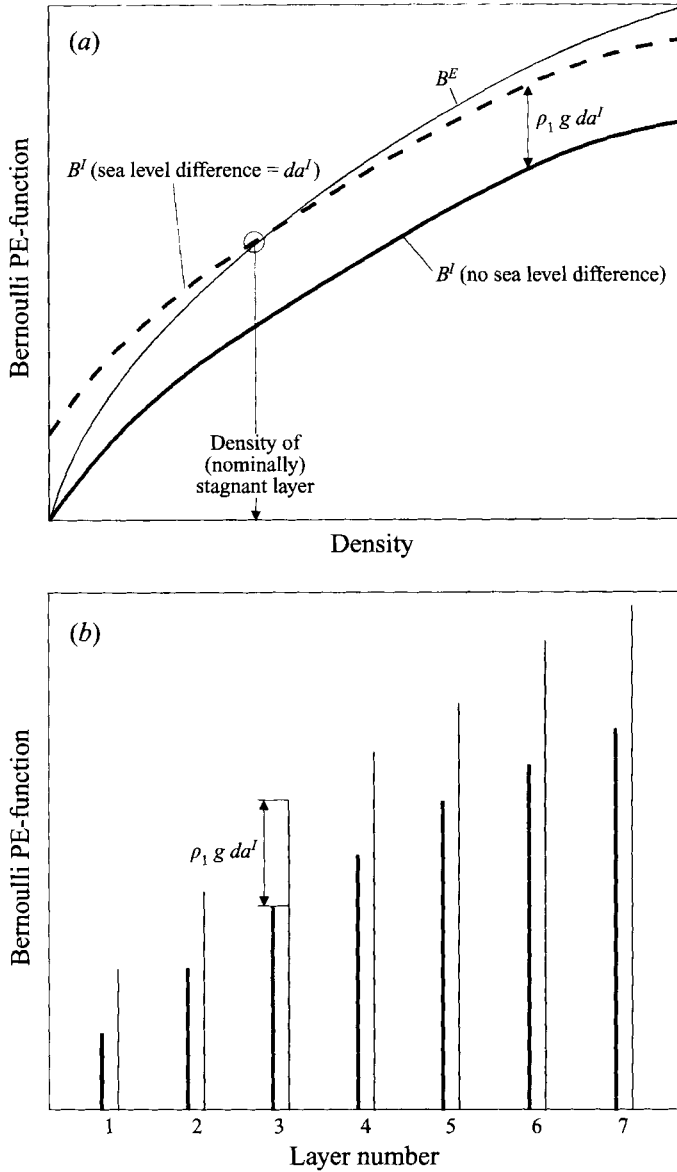 (a)
B^E
ρ₁ g da^I
B^I (sea level difference = da^I)
B^I (no sea level difference)
Density of
(nominally)
stagnant layer
Bernoulli PE-function
Density
(b)
ρ₁ g da^I
Bernoulli PE-function
1 2 3 4 5 6 7
Layer number